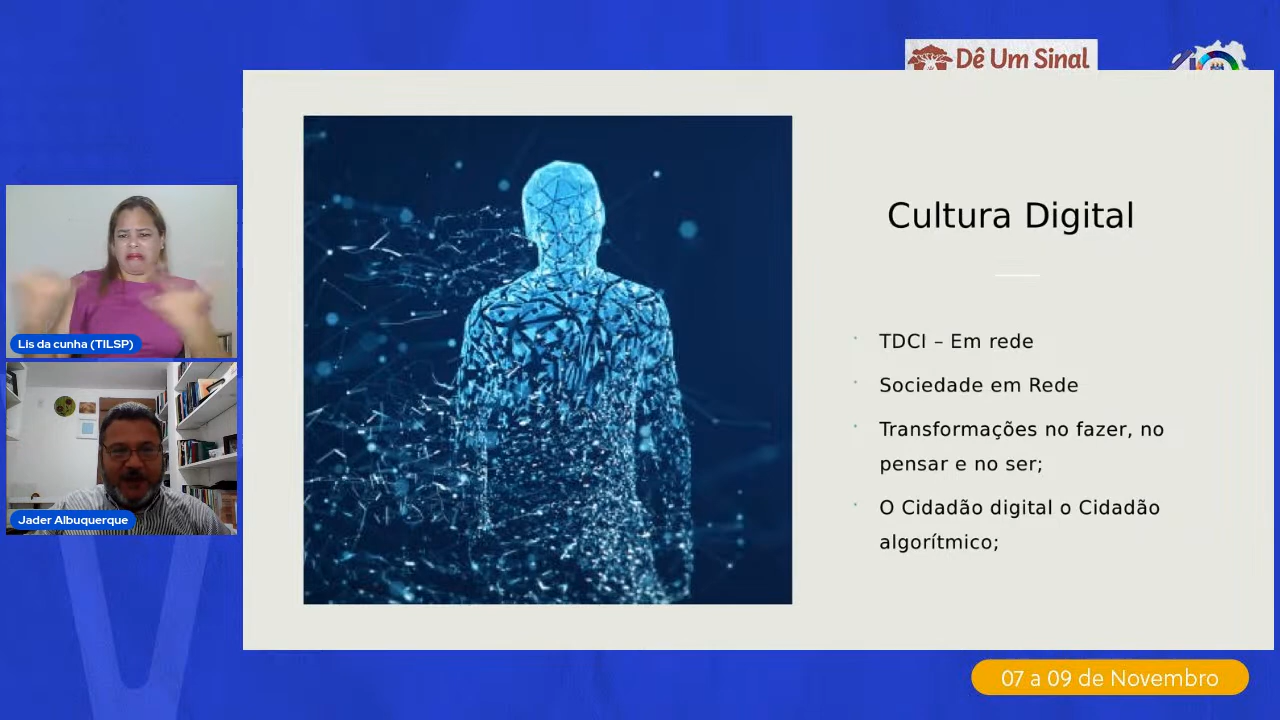 Dê Um Sinal
Cultura Digital
TDCI – Em rede
Sociedade em Rede
Transformações no fazer, no
pensar e no ser;
O Cidadão digital o Cidadão
algorítmico;
Lis da cunha (TILSP)
Jader Albuquerque
07 a 09 de Novembro